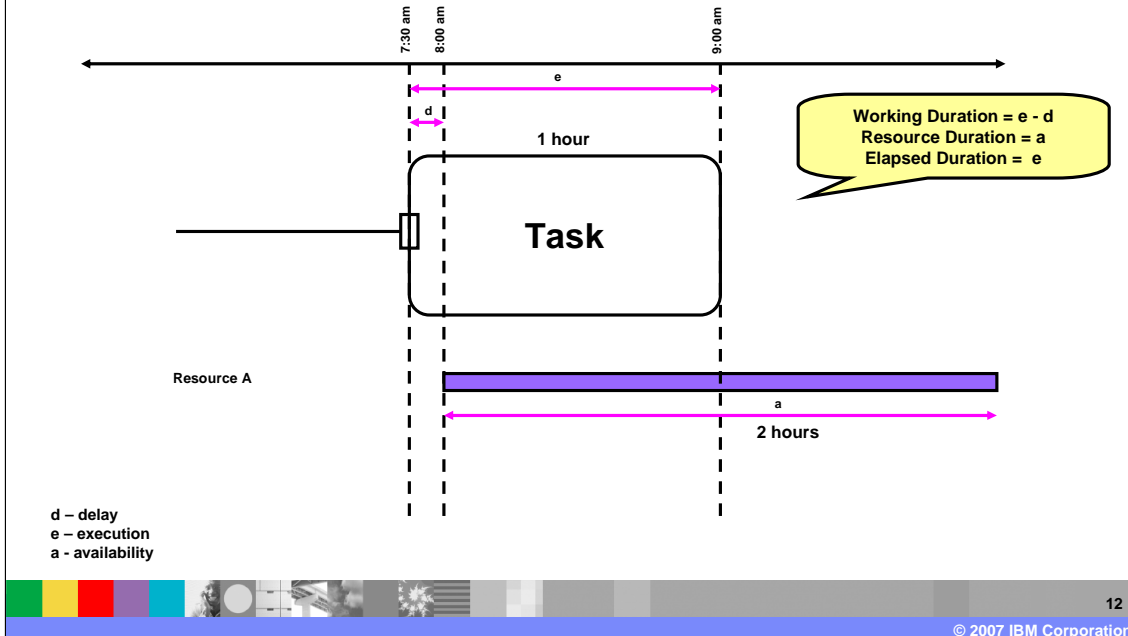 7:30 am
8:00 am
9:00 am
e
d
1 hour
Working Duration = e - d
Resource Duration = a
Elapsed Duration = e
Task
Resource A
a
2 hours
d – delay
e – execution
a - availability
12
© 2007 IBM Corporation